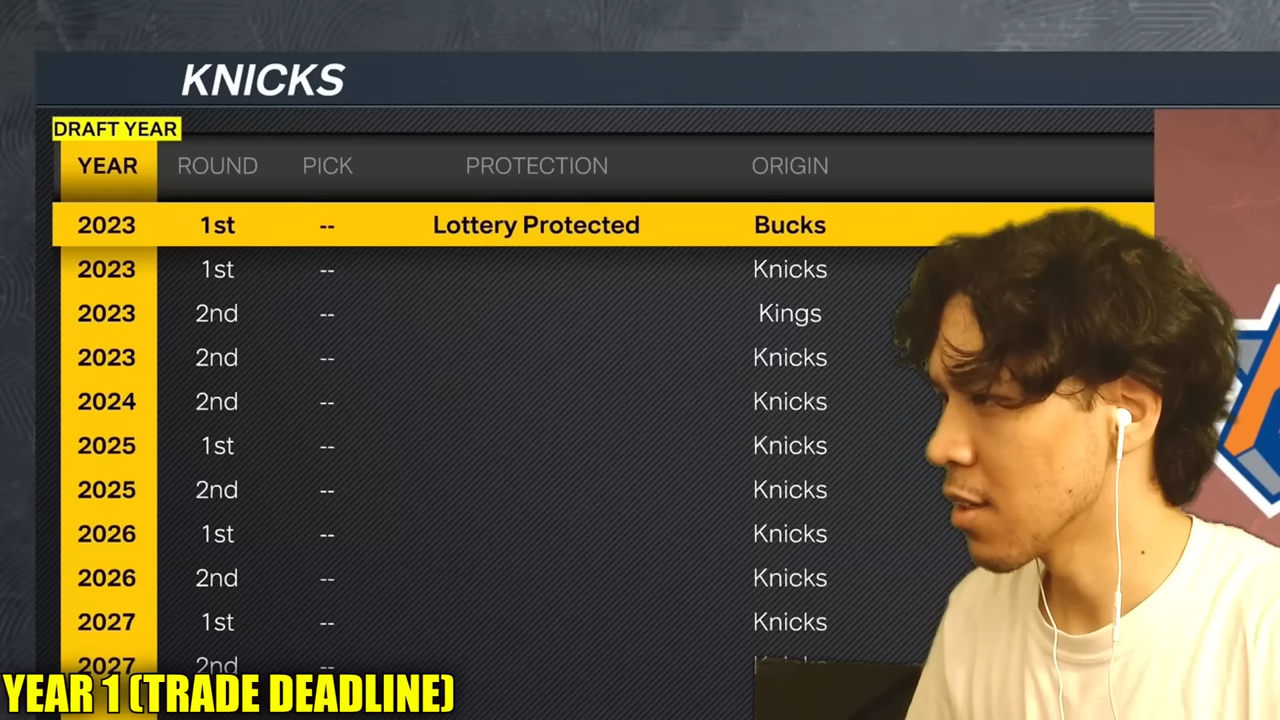 KNICKS
DRAFT YEAR
YEAR ROUND PICK PROTECTION ORIGIN
2023 1st -- Lottery Protected Bucks
2023 1st -- Knicks
2023 2nd -- Kings
2023 2nd -- Knicks
2024 2nd -- Knicks
2025 1st -- Knicks
2025 2nd -- Knicks
2026 1st -- Knicks
2026 2nd -- Knicks
2027 1st -- Knicks
2027 2nd --
YEAR 1 (TRADE DEADLINE)